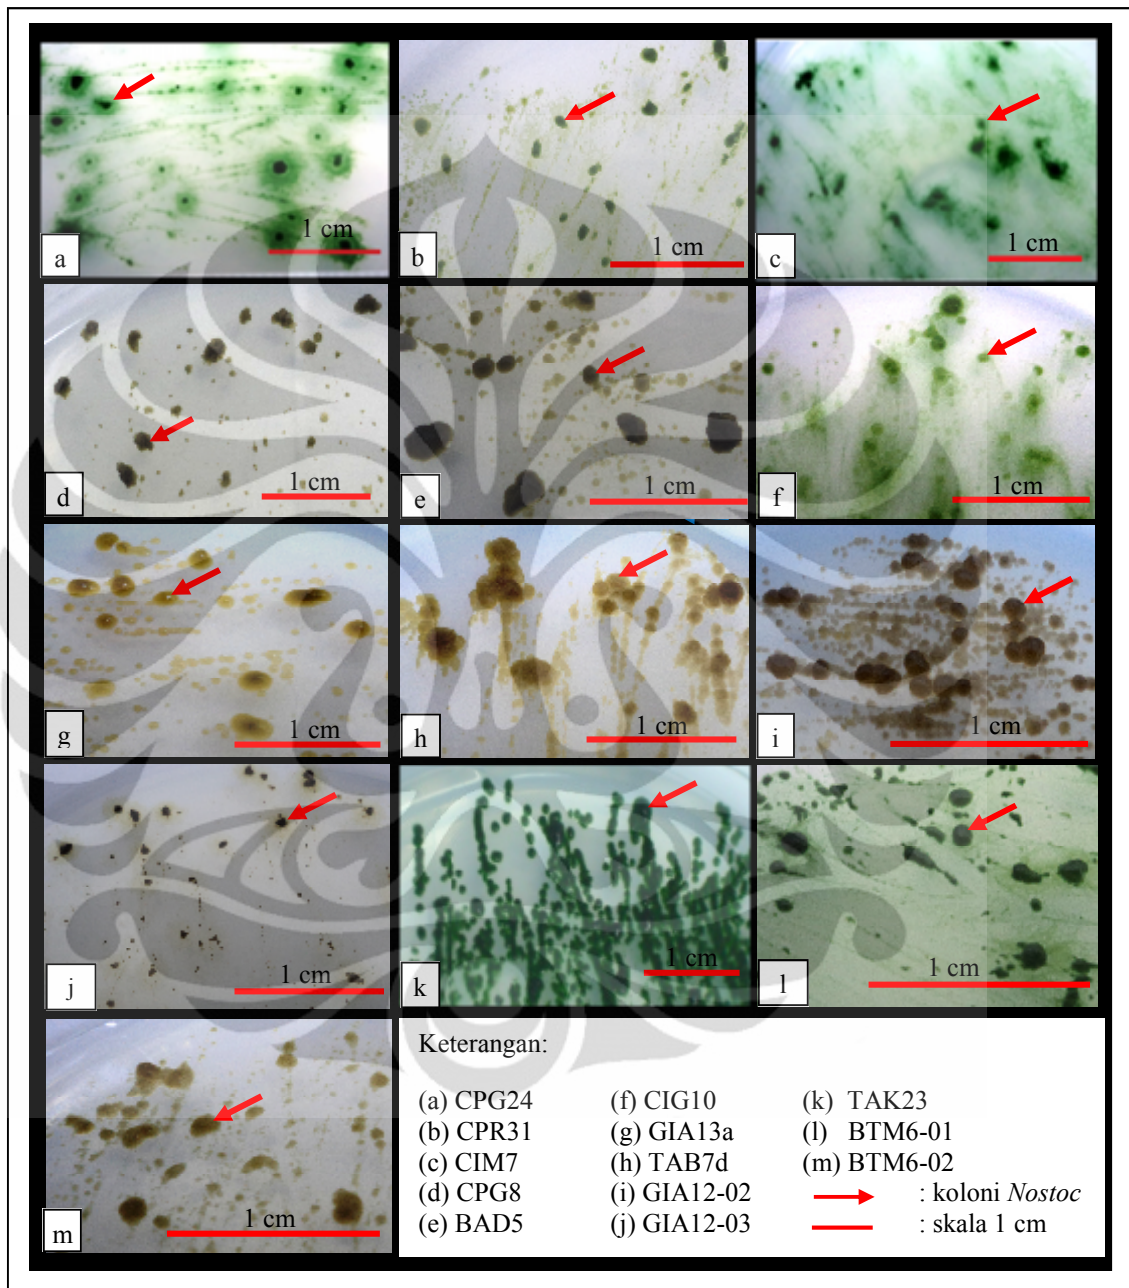 1 cm
a
1 cm
b
1 cm
c
1 cm
d
1 cm
e
1 cm
f
1 cm
g
1 cm
h
1 cm
i
1 cm
j
1 cm
k
1 cm
l
1 cm
m
Keterangan:
(a) CPG24
(b) CPR31
(c) CIM7
(d) CPG8
(e) BAD5
(f) CIG10
(g) GIA13a
(h) TAB7d
(i) GIA12-02
(j) GIA12-03
(k) TAK23
(l) BTM6-01
(m) BTM6-02
: koloni Nostoc
: skala 1 cm